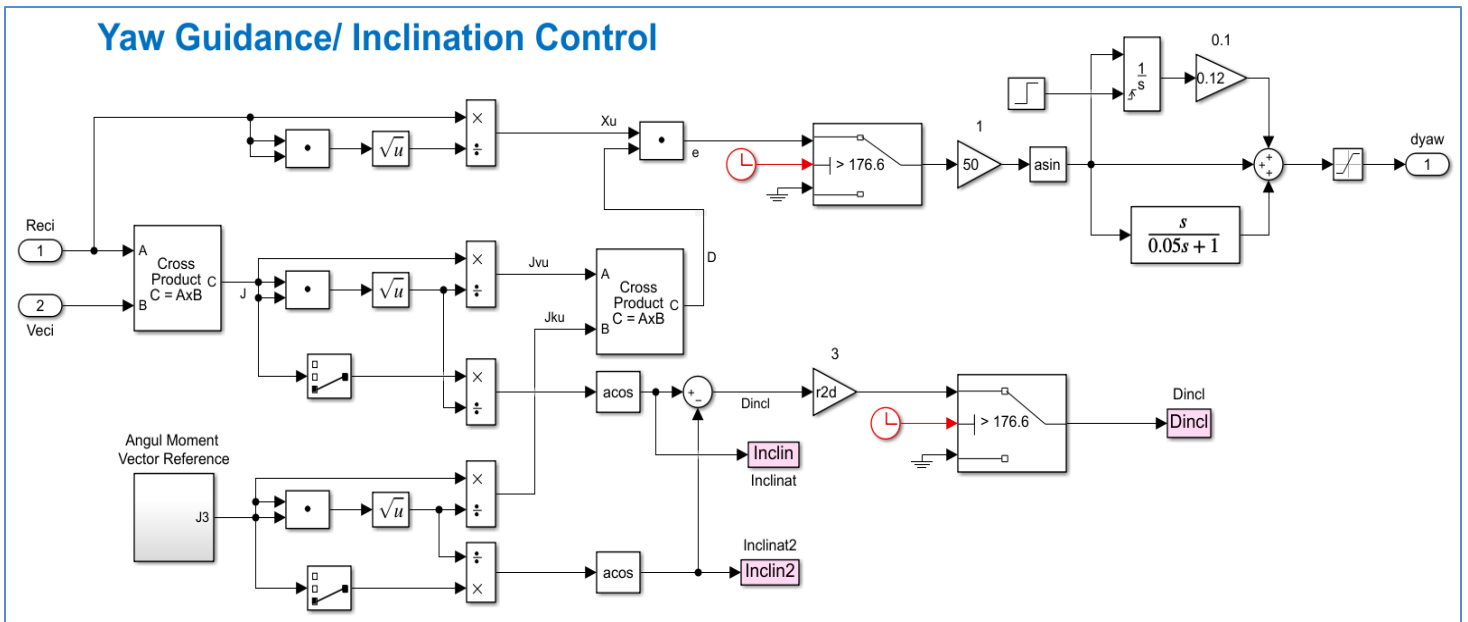 Yaw Guidance/ Inclination Control
0.1
1
s
0.12
×
÷
Xu
√u
e
> 176.6
1
50
asin
dyaw
1
Reci
1
A
Cross
Product
C = AxB
C
B
2
Veci
J
√u
×
÷
Jvu
A
Cross
Product
C = AxB
C
B
D
s
0.05s + 1
Jku
×
÷
acos
+
−
Dincl
3
r2d
> 176.6
Dincl
Dincl
Inclin
Inclinat
Angul Moment
Vector Reference
J3
√u
×
÷
÷
×
acos
Inclinat2
Inclin2
+
+
+